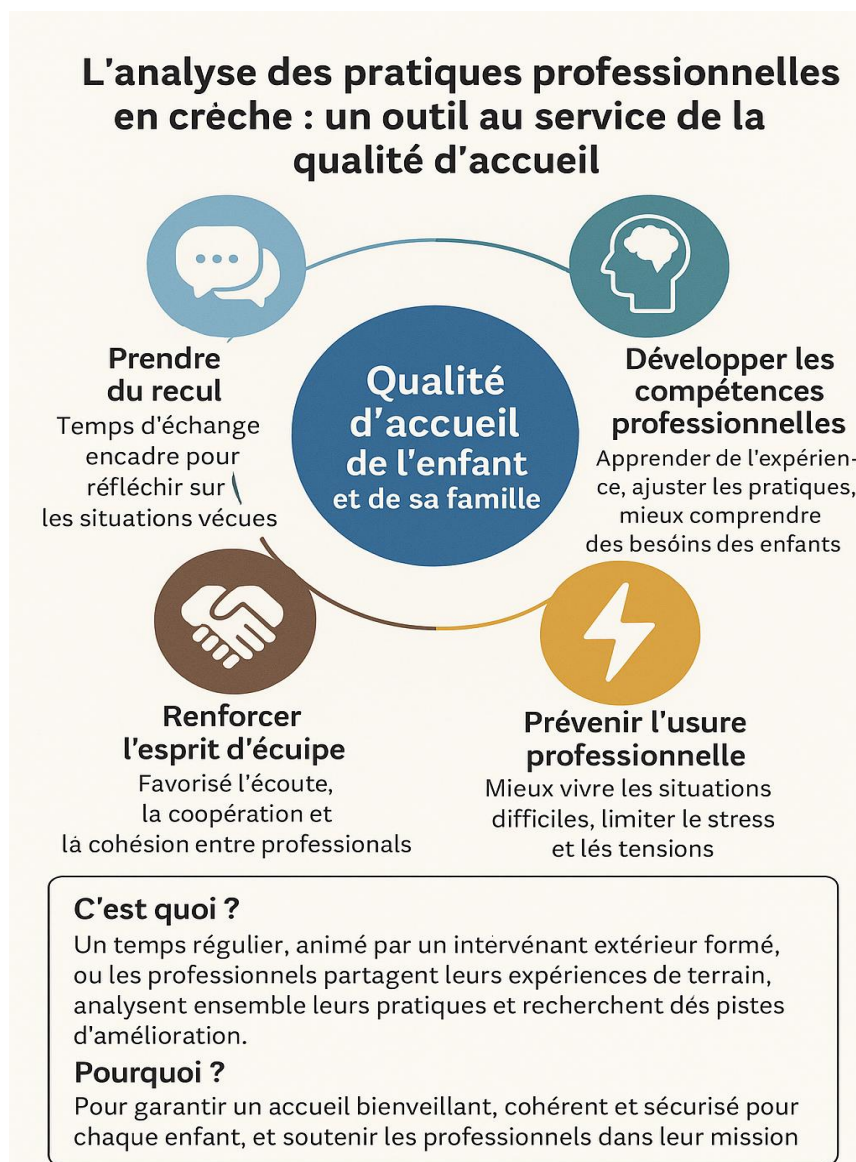 L'analyse des pratiques professionnelles
en crèche : un outil au service de la
qualité d'accueil
Prendre
du recul
Temps d'échange
encadre pour
réfléchir sur
les situations vécues
Qualité
d'accueil
de l'enfant
et de sa famille
Développer les
compétences
professionnelles
Apprender de l'expérien-
ce, ajuster les pratiques,
mieux comprendre
des besóins des enfants
Renforcer
l'esprit d'écuipe
Favorisé l'écoute,
la coopération et
lá cohésion entre professionals
Prévenir l'usure
professionnelle
Mieux vivre les situations
difficiles, limiter le stress
et lés tensions
C'est quoi ?
Un temps régulier, animé par un intervénant extérieur formé,
ou les professionnels partagent leurs expériences de terrain,
analysent ensemble leurs pratiques et recherchent dés pistes
d'amélioration.
Pourquoi ?
Pour garantir un accueil bienveillant, cohérent et sécurisé pour
chaque enfant, et soutenir les professionnels dans leur mission